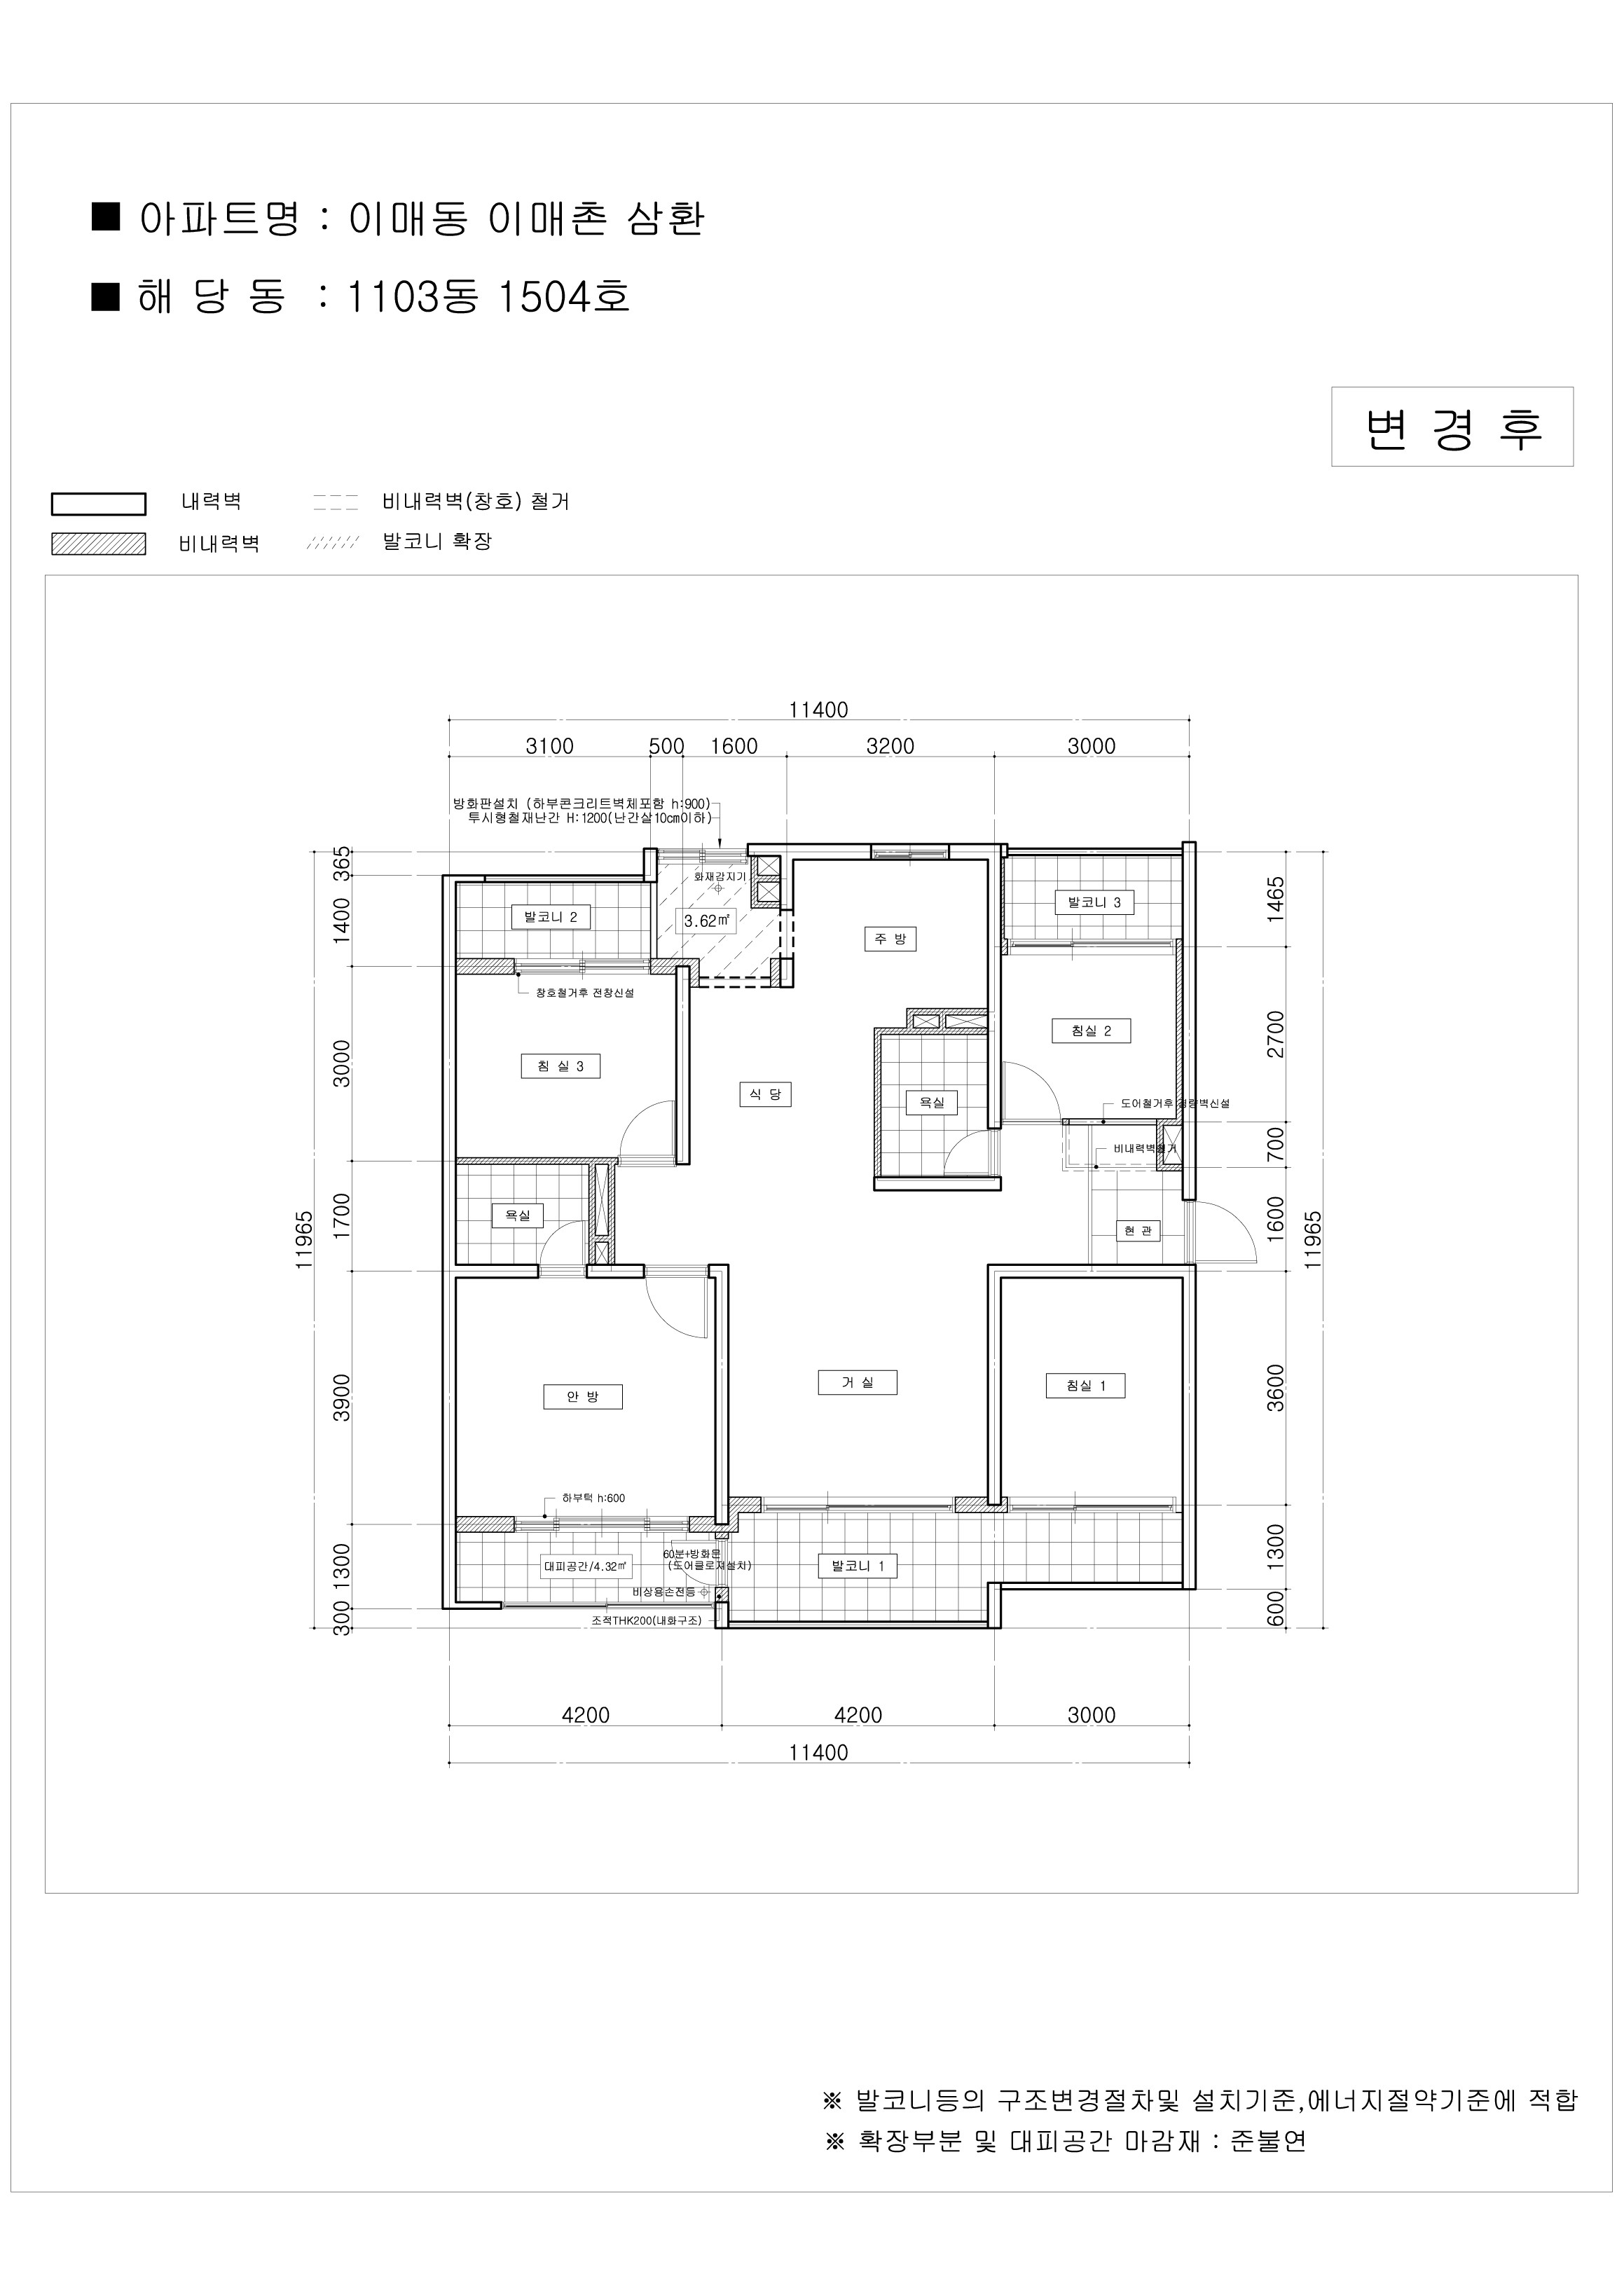 ■ 아파트명 : 이매동 이매촌 삼환
■ 해 당 동 : 1103동 1504호
변 경 후
내력벽
비내력벽(창호) 철거
비내력벽
발코니 확장
11400
3100 500 1600 3200 3000
방화판설치 (하부콘크리트벽체포함 h:900)
투시형철재난간 H:1200(난간살10cm이하)
화재감지기
발코니 2
3.62㎡
주 방
발코니 3
창호철거후 전창신설
침실 2
침 실 3
식 당
욕실
도어철거후 경량벽신설
비내력벽철거
욕실
현 관
거 실
침실 1
안 방
하부턱 h:600
60분+방화문
(도어클로져설치)
대피공간/4.32㎡
발코니 1
비상용손전등
조적THK200(내화구조)
365
1400
3000
1700
3900
1300
300
11965
1465
2700
700
1600
3600
1300
600
11965
4200 4200 3000
11400
※ 발코니등의 구조변경절차및 설치기준,에너지절약기준에 적합
※ 확장부분 및 대피공간 마감재 : 준불연